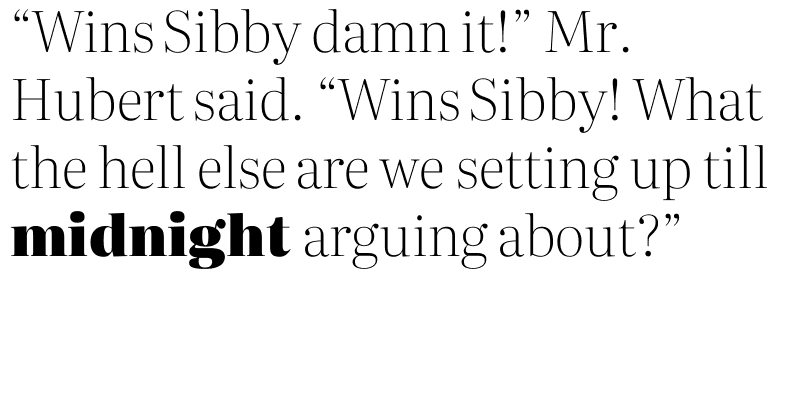 “Wins Sibby damn it!” Mr.
Hubert said. “Wins Sibby! What
the hell else are we setting up till
midnight arguing about?”